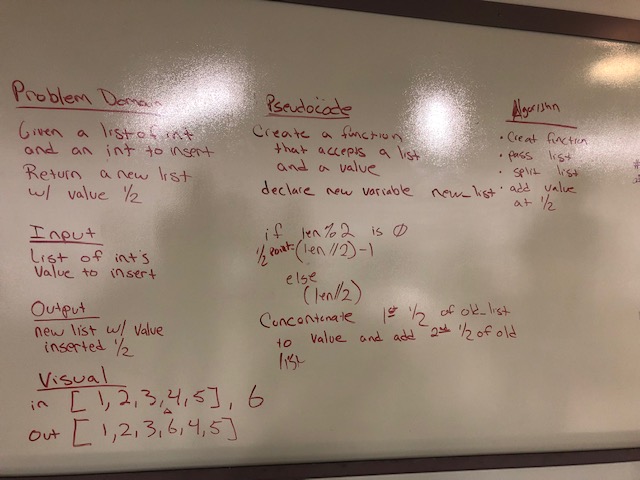 Problem Domain
Given a list of int
and an int to insert
Return a new list
w/ value 1/2
Input
List of int's
Value to insert
Output
new list w/ value
inserted 1/2
Visual
in [1,2,3,4,5], 6
out [1,2,3,6,4,5]
Pseudocode
Create a function
that accepts a list
and a value
declare new variable new_list
if len % 2 is 0
1/2 point = (len//2)-1
else
(len//2)
Concantonate 1st 1/2 of old_list
to value and add 2nd 1/2 of old
list
Algorithn
• Creat function
• pass list
• split list
• add value
at 1/2